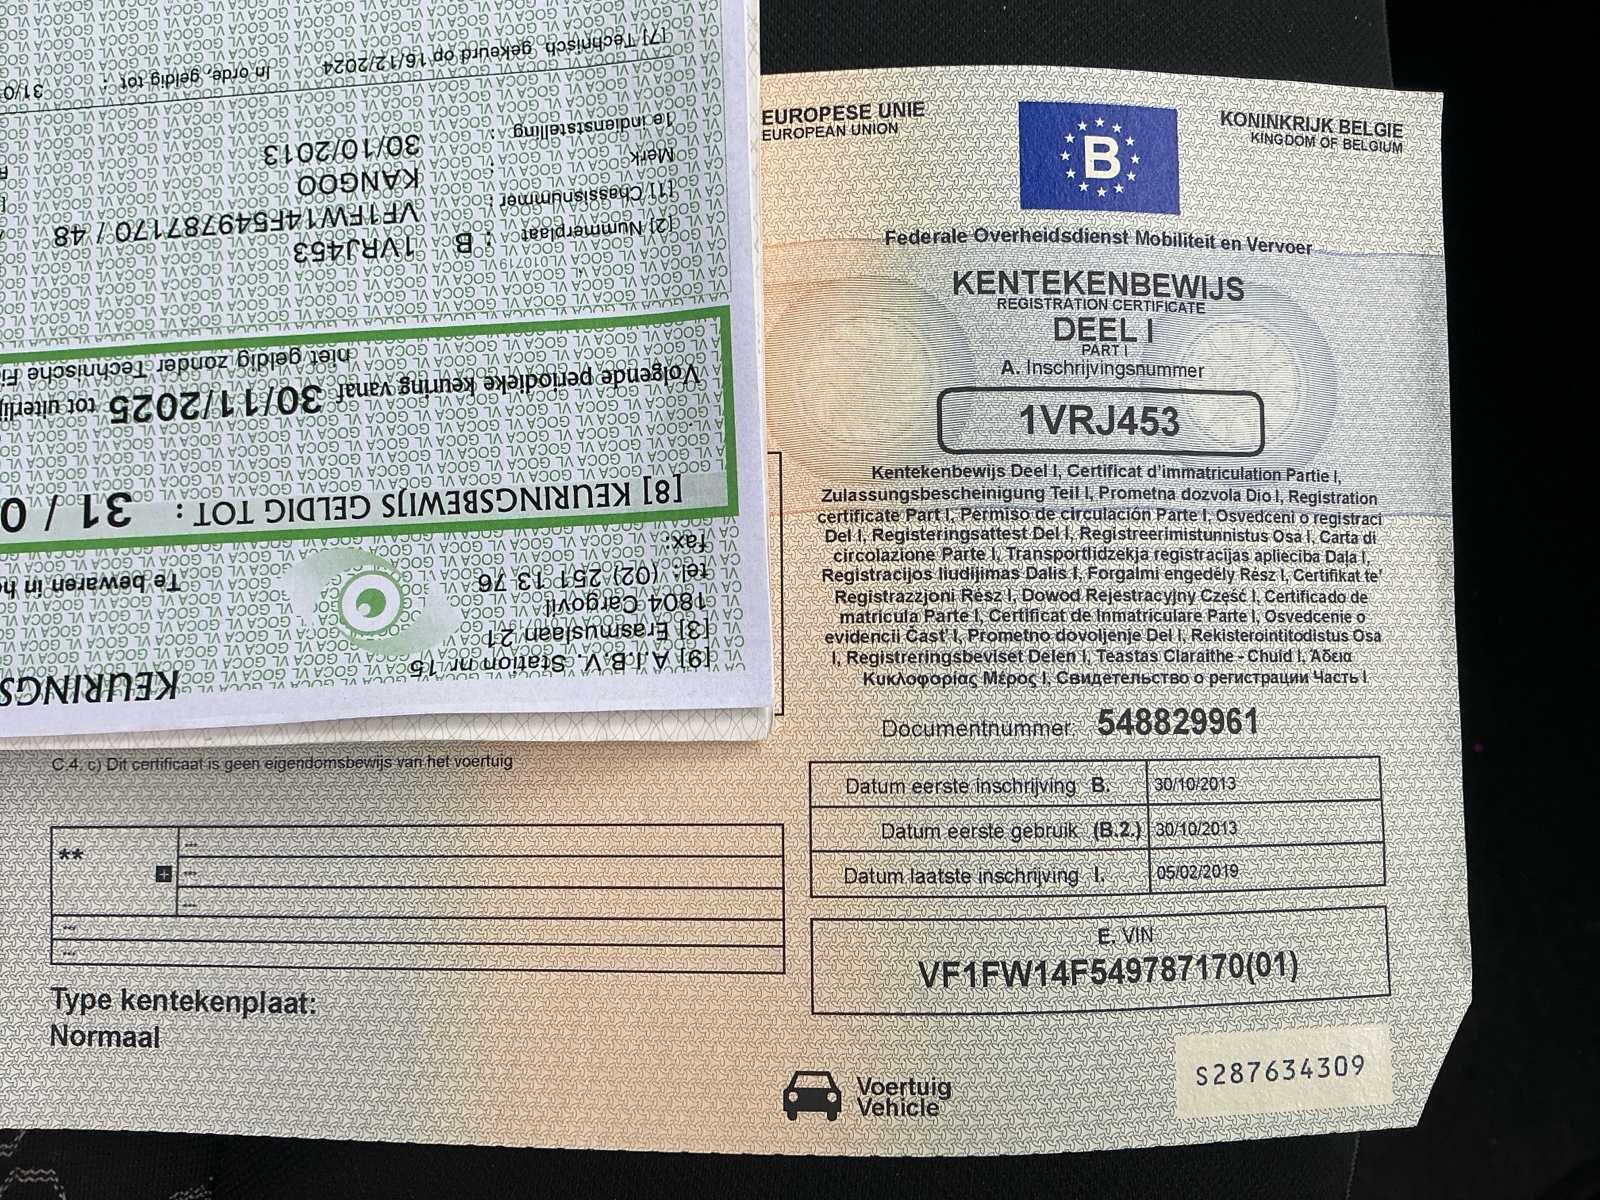 EUROPESE UNIE
EUROPEAN UNION
B
KONINKRIJK BELGIE
KINGDOM OF BELGIUM
Federale Overheidsdienst Mobiliteit en Vervoer
KENTEKENBEWIJS
REGISTRATION CERTIFICATE
DEEL I
PART I
A. Inschrijvingsnummer
1VRJ453
Kentekenbewijs Deel I, Certificat d'immatriculation Partie I,
Zulassungsbescheinigung Teil I, Prometna dozvola Dio I, Registration
certificate Part I, Permiso de circulación Parte I, Osvedceni o registraci
Del I, Registeringsattest Del I, Registreerimistunnistus Osa I, Carta di
circolazione Parte I, Transportlidzekja registracijas aplieciba Daļa I,
Registracijos liudijimas Dalis I, Forgalmi engedély Rész I, Certifikat te'
Registrazzjoni Rész I, Dowód Rejestracyjny Część I, Certificado de
matricula Parte I, Certificat de Inmatriculare Parte I, Osvedcenie o
evidencii Cast' I, Prometno dovoljenje Del I, Rekisterointitodistus Osa
I, Registreringsbeviset Delen I, Teastas Claraithe - Chuid I, Άδεια
Κυκλοφορίας Μέρος I, Свидетельство о регистрации Часть I
Documentnummer: 548829961
Datum eerste inschrijving B. 30/10/2013
Datum eerste gebruik (B.2.) 30/10/2013
Datum laatste inschrijving I. 05/02/2019
E. VIN
VF1FW14F549787170(01)
S287634309
Voertuig
Vehicle
C.4. c) Dit certificaat is geen eigendomsbewijs van het voertuig
**
+
---
---
---
---
---
Type kentekenplaat:
Normaal
KEURINGS
[9] A.I.B.V. Station nr 15
[3] Erasmuslaan 21
1804 Cargovil
tel: (02) 251 13 76
fax:
Te bewaren in
[8] KEURINGSBEWIJS GELDIG TOT : 31 / 0
Volgende periodieke keuring vanaf 30/11/2025 tot
niet geldig zonder Technische
[2] Nummerplaat : B 1VRJ453
[1] Chassisnummer : VF1FW14F549787170 / 48
Merk : KANGOO
1e indienststelling : 30/10/2013
[7] Technisch gekeurd op 16/12/2024 In orde, geldig tot : 31/0